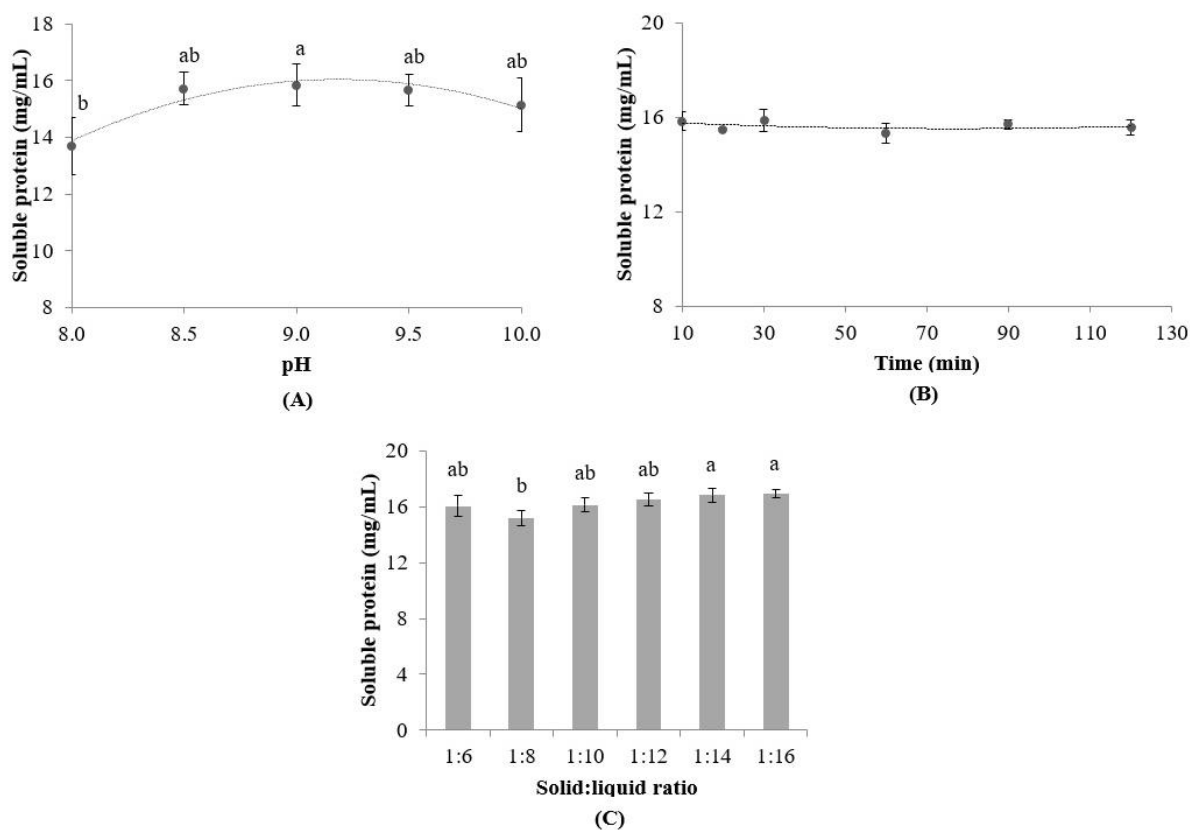 18
16
14
12
10
8
Soluble protein (mg/mL)
b
ab
a
ab
ab
8.0 8.5 9.0 9.5 10.0
pH
(A)
20
16
12
8
Soluble protein (mg/mL)
10 30 50 70 90 110 130
Time (min)
(B)
20
16
12
8
4
0
Soluble protein (mg/mL)
ab b ab ab a a
1:6 1:8 1:10 1:12 1:14 1:16
Solid:liquid ratio
(C)